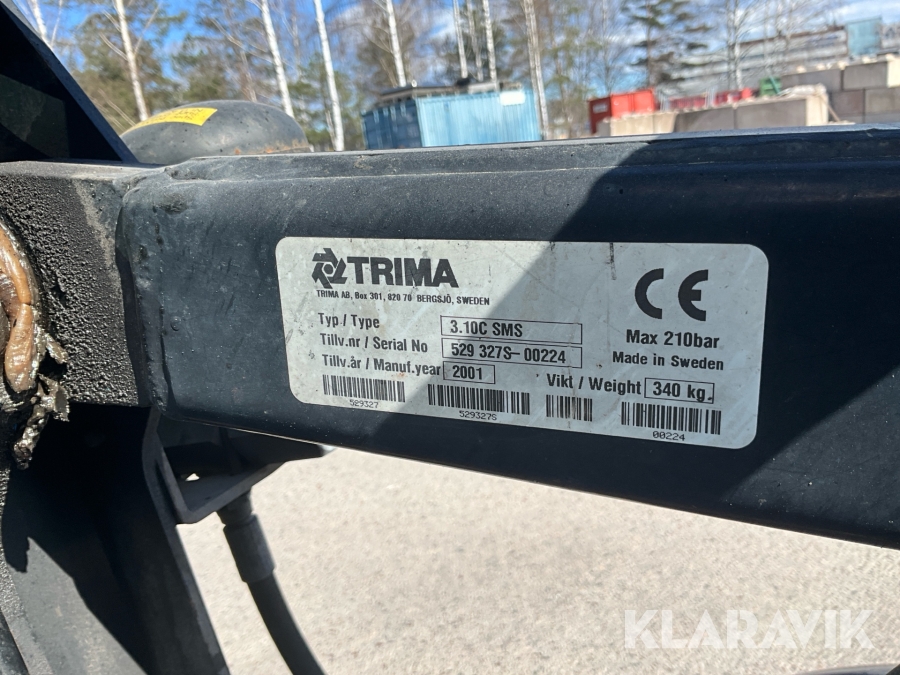 TRIMA
TRIMA AB, Box 301, 820 70 BERGSJÖ, SWEDEN
Typ / Type 3.10C SMS
Tillv.nr / Serial No 529 327S-00224
Tillv.år / Manuf.year 2001
CE
Max 210bar
Made in Sweden
Vikt / Weight 340 kg.
529327
529327S
00224
KLARAVIK